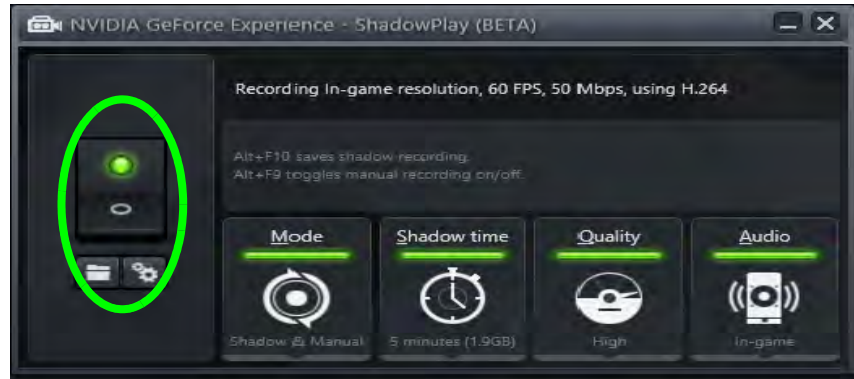 NVIDIA GeForce Experience - ShadowPlay (BETA)
Recording In-game resolution, 60 FPS, 50 Mbps, using H.264
Alt+F10 saves shadow recording.
Alt+F9 toggles manual recording on/off.
Mode
Shadow time
Quality
Audio
Shadow & Manual
5 minutes (1.9GB)
High
In-game